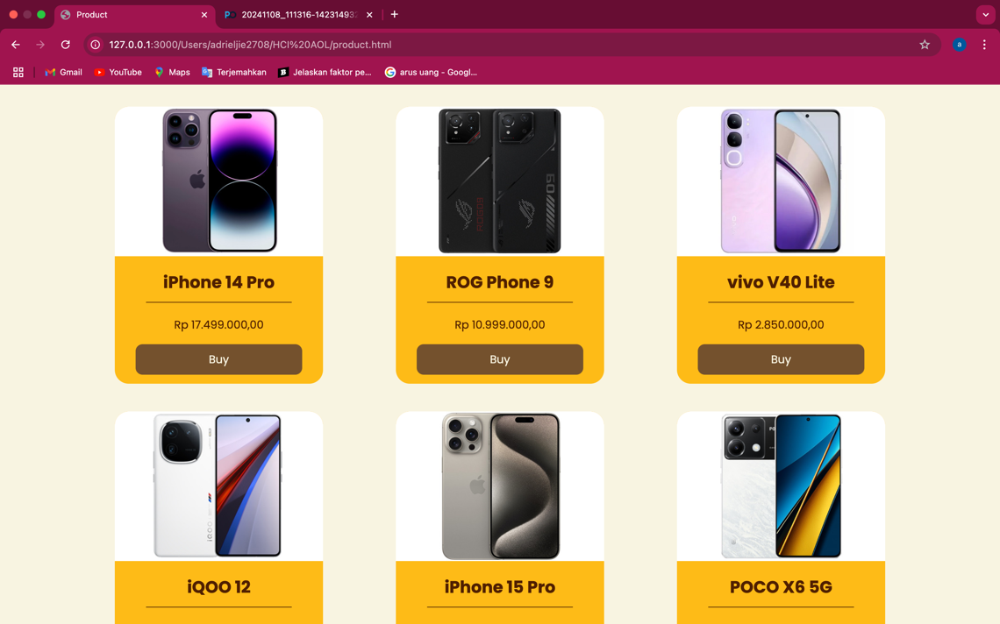 Product
20241108_111316-14231493
127.0.0.1:3000/Users/adrieljie2708/HCI%20AOL/product.html
a
Gmail
YouTube
Maps
Terjemahkan
Jelaskan faktor pe...
arus uang - Googl...
iPhone 14 Pro
ROG Phone 9
vivo V40 Lite
Rp 17.499.000,00
Rp 10.999.000,00
Rp 2.850.000,00
Buy
Buy
Buy
iQOO 12
iPhone 15 Pro
POCO X6 5G